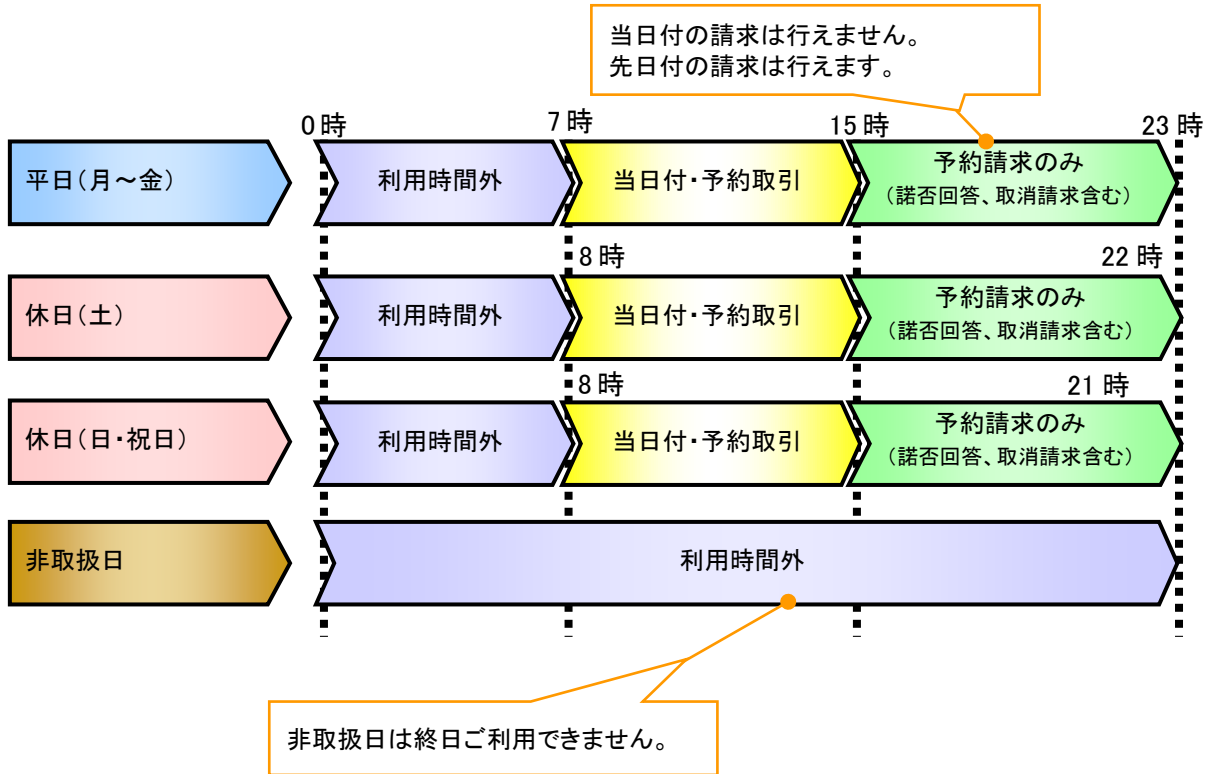 当日付の請求は行えません。
先日付の請求は行えます。
0時 7時 15時 23時
平日(月～金) 利用時間外 当日付・予約取引 予約請求のみ
(諾否回答、取消請求含む)
8時 22時
休日(土) 利用時間外 当日付・予約取引 予約請求のみ
(諾否回答、取消請求含む)
8時 21時
休日(日・祝日) 利用時間外 当日付・予約取引 予約請求のみ
(諾否回答、取消請求含む)
非取扱日 利用時間外
非取扱日は終日ご利用できません。